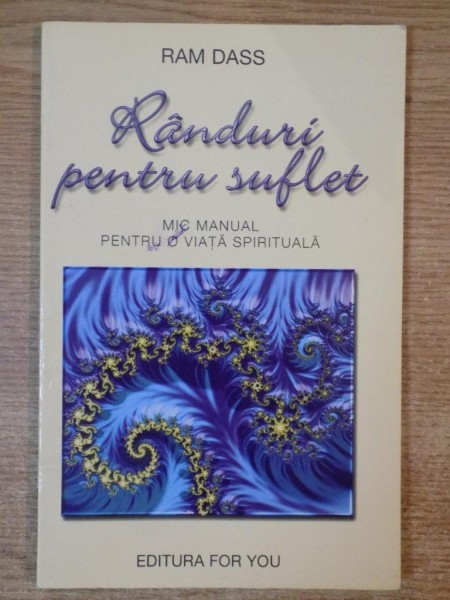 RAM DASS
Rânduri
pentru suflet
MIC MANUAL
PENTRU O VIAȚĂ SPIRITUALĂ
EDITURA FOR YOU